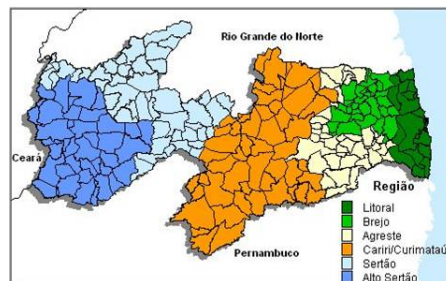 Rio Grande do Norte
Ceará
Pernambuco
Região
Litoral
Brejo
Agreste
Cariri/Curimataú
Sertão
Alto Sertão